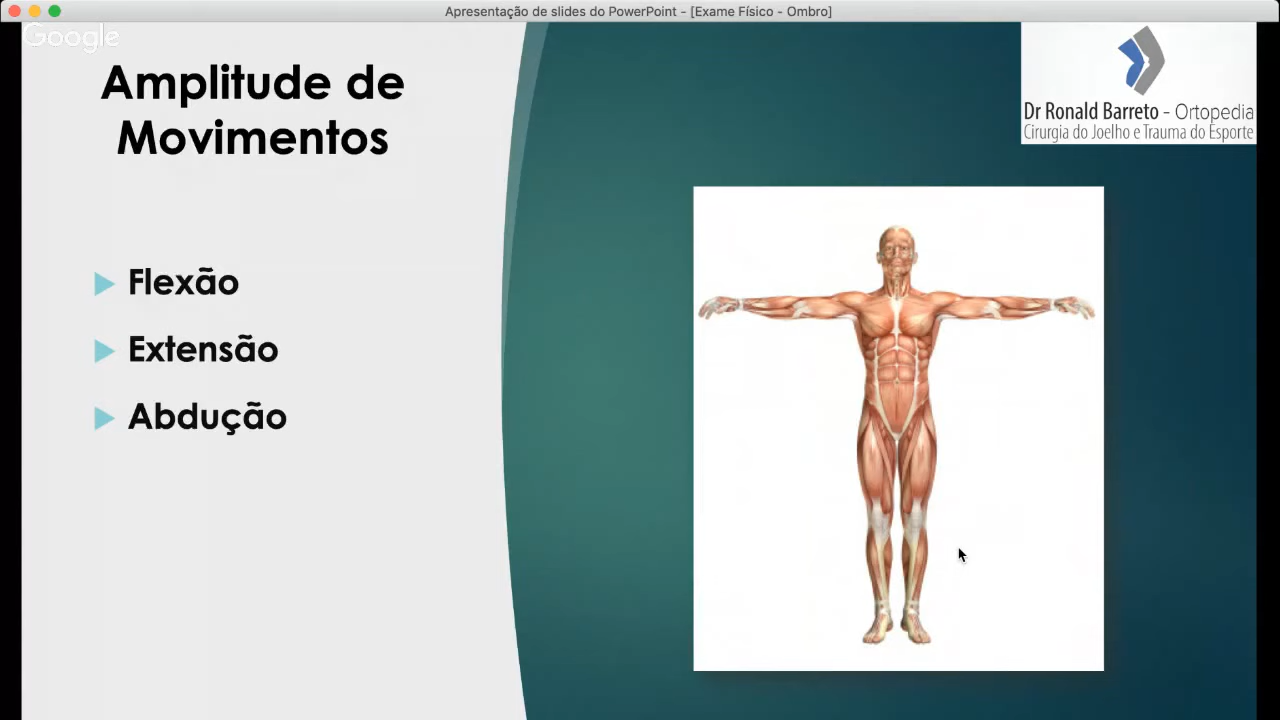 Apresentação de slides do PowerPoint - [Exame Físico - Ombro]
Google
Amplitude de
Movimentos
Flexão
Extensão
Abdução
Dr Ronald Barreto - Ortopedia
Cirurgia do Joelho e Trauma do Esporte